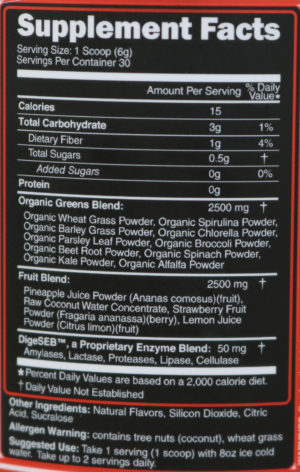 Supplement Facts
Serving Size: 1 Scoop (6g)
Servings Per Container 30
Amount Per Serving % Daily Value★
Calories 15
Total Carbohydrate 3g 1%
Dietary Fiber 1g 4%
Total Sugars 0.5g †
Added Sugars 0g 0%
Protein 0g
Organic Greens Blend: 2500 mg †
Organic Wheat Grass Powder, Organic Spirulina Powder,
Organic Barley Grass Powder, Organic Chlorella Powder,
Organic Parsley Leaf Powder, Organic Broccoli Powder,
Organic Beet Root Powder, Organic Spinach Powder,
Organic Kale Powder, Organic Alfalfa Powder
Fruit Blend: 2500 mg †
Pineapple Juice Powder (Ananas comosus)(fruit),
Raw Coconut Water Concentrate, Strawberry Fruit
Powder (Fragaria ananassa)(berry), Lemon Juice
Powder (Citrus limon)(fruit)
DigeSEB™, a Proprietary Enzyme Blend: 50 mg †
Amylases, Lactase, Proteases, Lipase, Cellulase
★Percent Daily Values are based on a 2,000 calorie diet.
†Daily Value Not Established
Other Ingredients: Natural Flavors, Silicon Dioxide, Citric
Acid, Sucralose
Allergen Warning: contains tree nuts (coconut), wheat grass
Suggested Use: Take 1 serving (1 scoop) with 8oz ice cold
water. Take up to 2 servings daily.